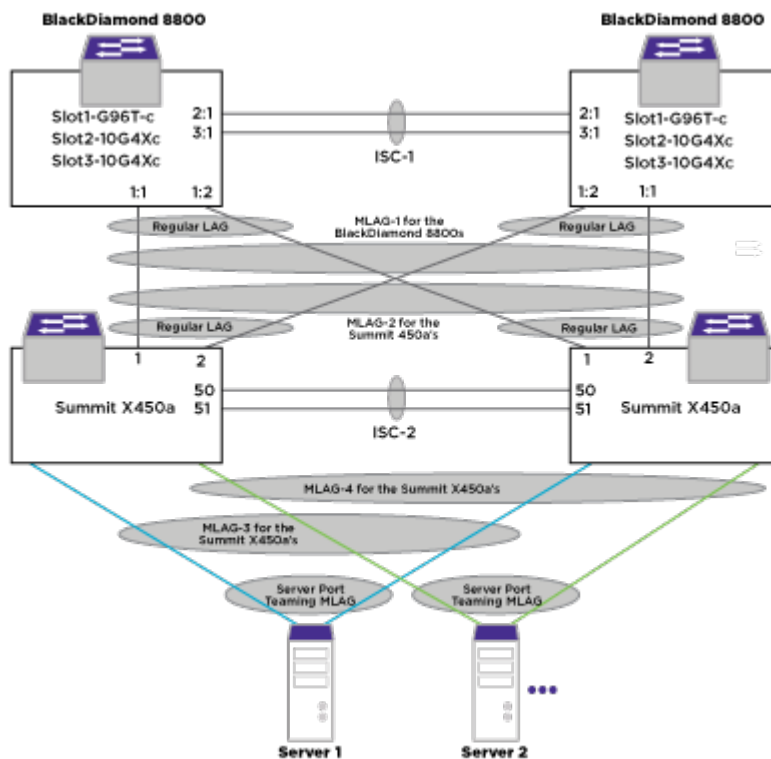 BlackDiamond 8800
BlackDiamond 8800
Slot1-G96T-c
Slot2-10G4Xc
Slot3-10G4Xc
2:1
3:1
1:1
1:2
ISC-1
2:1
3:1
Slot1-G96T-c
Slot2-10G4Xc
Slot3-10G4Xc
1:2
1:1
Regular LAG
MLAG-1 for the
BlackDiamond 8800s
Regular LAG
Regular LAG
MLAG-2 for the
Summit 450a's
Regular LAG
1
2
1
2
Summit X450a
50
51
ISC-2
50
51
Summit X450a
MLAG-4 for the Summit X450a's
MLAG-3 for the
Summit X450a's
Server Port
Teaming MLAG
Server Port
Teaming MLAG
Server 1
Server 2